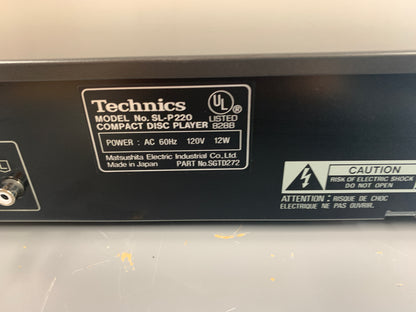 Technics
MODEL No. SL-P220
COMPACT DISC PLAYER
UL
LISTED
828B
POWER : AC 60Hz 120V 12W
Matsushita Electric Industrial Co.,Ltd.
Made in Japan PART No.SGTD272
L
CAUTION
RISK OF ELECTRIC SHOCK
DO NOT OPEN
ATTENTION : RISQUE DE CHOC
ELECTRIQUE NE PAS OUVRIR.